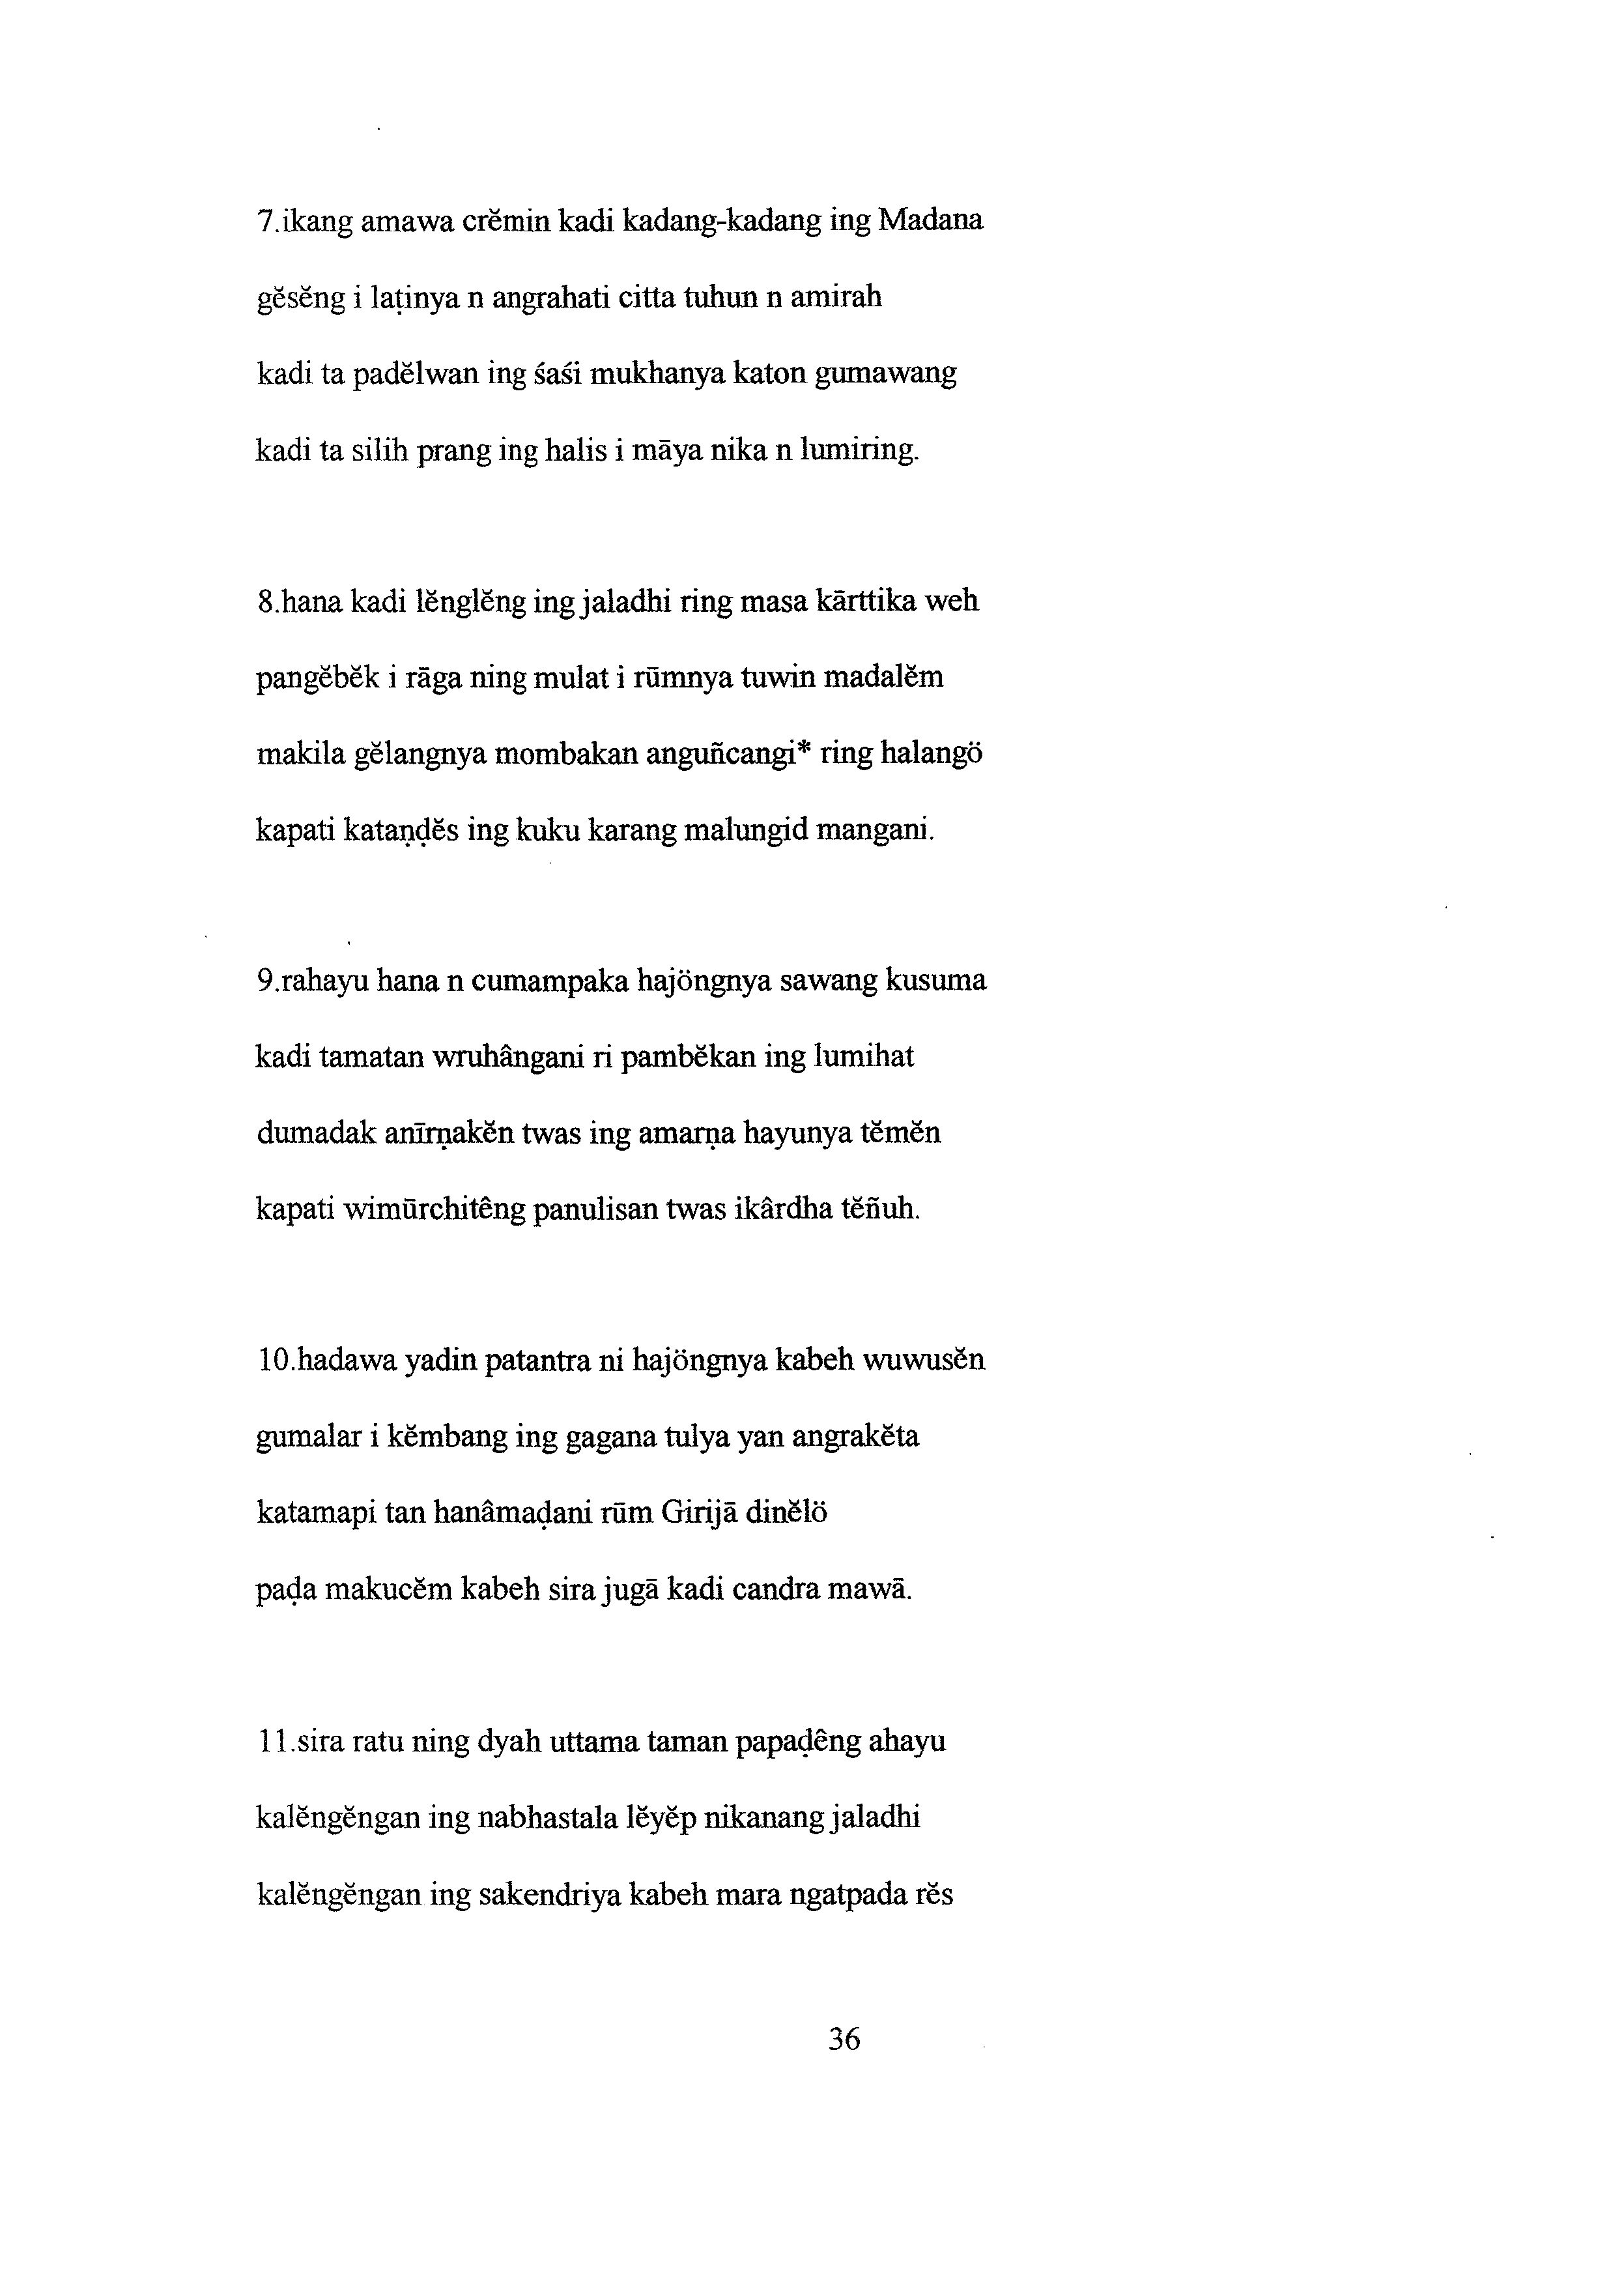 7.ikang amawa crĕmin kadi kadang-kadang ing Madana
gĕsĕng i laṭinya n angrahati citta tuhun n amirah
kadi ta padĕlwan ing śaśi mukhanya katon gumawang
kadi ta silih prang ing halis i māya nika n lumiring.
8.hana kadi lĕnglĕng ing jaladhi ring masa kārttika weh
pangĕbĕk i rāga ning mulat i rūmnya tuwin madalĕm
makila gĕlangnya mombakan anguñcangi* ring halangö
kapati kataṇḍĕs ing kuku karang malungid mangani.
9.rahayu hana n cumampaka hajöngnya sawang kusuma
kadi tamatan wruhângani ri pambĕkan ing lumihat
dumadak anīrṇakĕn twas ing amarṇa hayunya tĕmĕn
kapati wimūrchitêng panulisan twas ikârdha tĕñuh.
10.hadawa yadin patantra ni hajöngnya kabeh wuwusĕn
gumalar i kĕmbang ing gagana tulya yan angrakĕta
katamapi tan hanâmaḍani rūm Girijā dinĕlö
paḍa makucĕm kabeh sira jugā kadi candra mawā.
11.sira ratu ning dyah uttama taman papaḍêng ahayu
kalĕngĕngan ing nabhastala lĕyĕp nikanang jaladhi
kalĕngĕngan ing sakendriya kabeh mara ngatpada rĕs
36